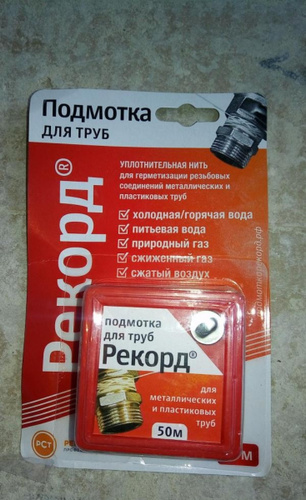 Подмотка
ДЛЯ ТРУБ
Рекорд®
УПЛОТНИТЕЛЬНАЯ НИТЬ
для герметизации резьбовых
соединений металлических и
пластиковых труб
холодная/горячая вода
питьевая вода
природный газ
сжиженный газ
сжатый воздух
подмотка
для труб
Рекорд®
для
металлических
и пластиковых
труб
50м
РСТ
М